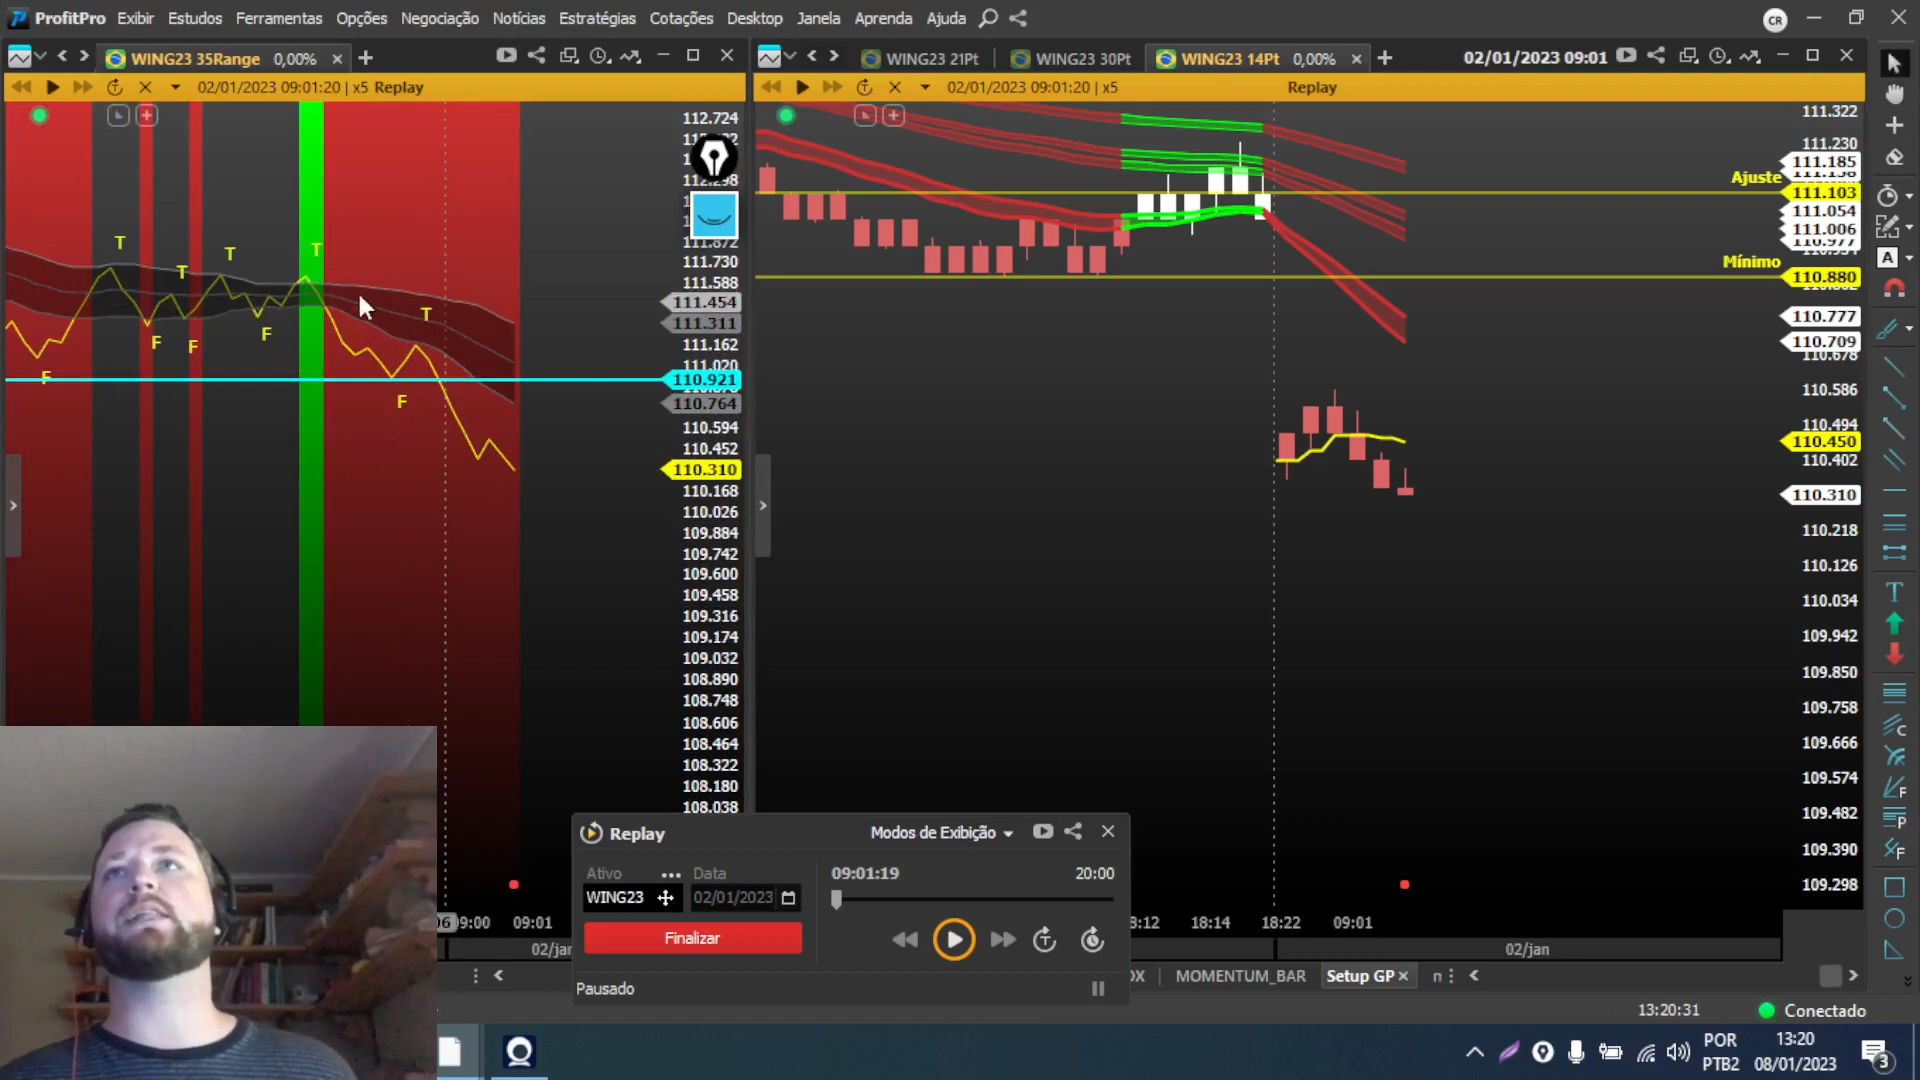 ProfitPro Exibir Estudos Ferramentas Opções Negociação Notícias Estratégias Cotações Desktop Janela Aprenda Ajuda CR
WING23 35Range 0,00%
02/01/2023 09:01:20 | x5 Replay
112.724
112.298
111.872
111.730
111.588
111.454
111.311
111.162
111.020
110.921
110.764
110.594
110.452
110.310
110.168
110.026
109.884
109.742
109.600
109.458
109.316
109.174
109.032
108.890
108.748
108.606
108.464
108.322
108.180
108.038
T T T T T
F F F F F
09:00 09:01
WING23 21Pt WING23 30Pt WING23 14Pt 0,00% 02/01/2023 09:01
02/01/2023 09:01:20 | x5 Replay
111.322
111.230
111.185
Ajuste 111.103
111.054
111.006
110.977
Mínimo 110.880
110.777
110.709
110.678
110.586
110.494
110.450
110.402
110.310
110.218
110.126
110.034
109.942
109.850
109.758
109.666
109.574
109.482
109.390
109.298
18:14 18:22 09:01
02/jan
Replay Modos de Exibição
Ativo Data 09:01:19 20:00
WING23 02/01/2023
Finalizar
Pausado
MOMENTUM_BAR Setup GP
13:20:31 Conectado
POR 13:20
PTB2 08/01/2023 3